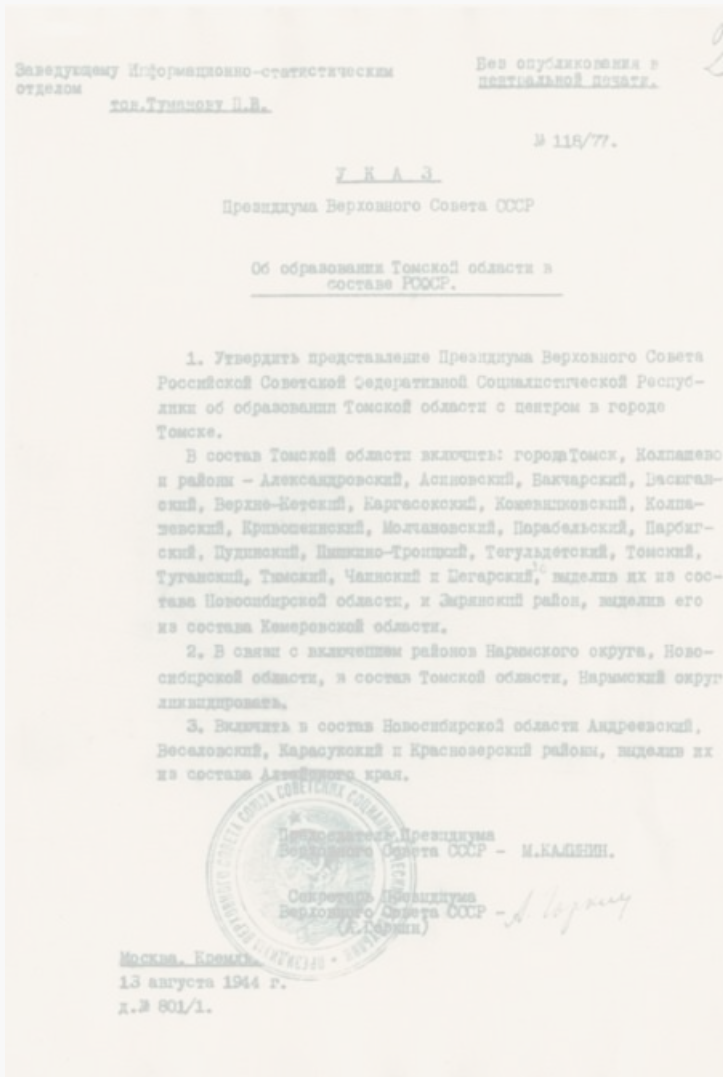 Заведующему Информационно-статистическим
отделом
тов.Туманову П.В.
Без опубликования в
центральной печати.
№ 118/77.
У К А З
Президиума Верховного Совета СССР
Об образовании Томской области в
составе РСФСР.
1. Утвердить представление Президиума Верховного Совета
Российской Советской Федеративной Социалистической Респуб-
лики об образовании Томской области с центром в городе
Томске.
В состав Томской области включить: города Томск, Колпашево
и районы - Александровский, Асиновский, Бакчарский, Васюган-
ский, Верхне-Кетский, Каргасокский, Кожевниковский, Колпа-
шевский, Кривошеинский, Молчановский, Парабельский, Парбиг-
ский, Пудинский, Пышкино-Троицкий, Тегульдетский, Томский,
Туганский, Тымский, Чаинский и Шегарский, выделив их из сос-
тава Новосибирской области, и Зырянский район, выделив его
из состава Кемеровской области.
2. В связи с включением районов Нарымского округа, Ново-
сибирской области, в состав Томской области, Нарымский округ
ликвидировать.
3. Включить в состав Новосибирской области Андреевский,
Веселовский, Карасукский и Краснозерский районы, выделив их
из состава Алтайского края.
Председатель Президиума
Верховного Совета СССР - М.КАЛИНИН.
Секретарь Президиума
Верховного Совета СССР - А. Горкин
(А.Горкин)
Москва, Кремль.
13 августа 1944 г.
д.№ 801/1.